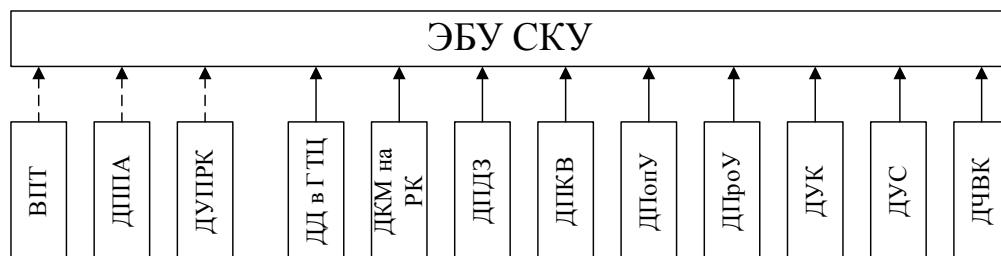 ЭБУ СКУ
ВПТ
ДППА
ДУПРК
ДД в ГТЦ
ДКМ на
РК
ДПДЗ
ДПКВ
ДПопУ
ДПроУ
ДУК
ДУС
ДЧВК